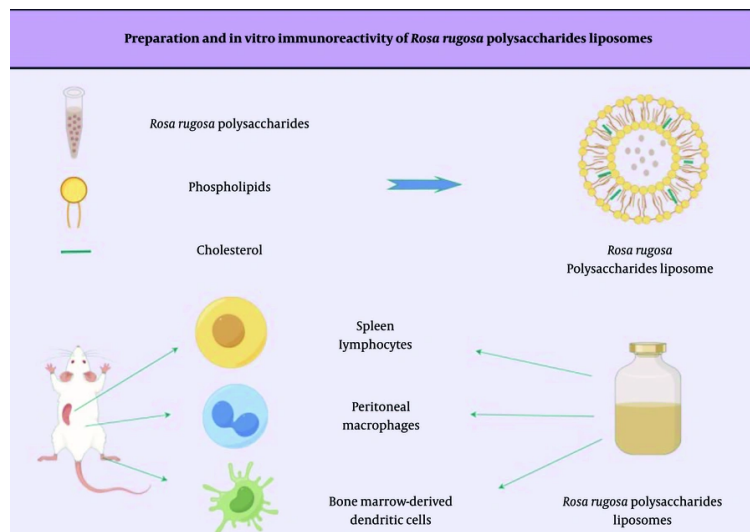 Preparation and in vitro immunoreactivity of Rosa rugosa polysaccharides liposomes
Rosa rugosa polysaccharides
Phospholipids
Cholesterol
Rosa rugosa
Polysaccharides liposome
Spleen
lymphocytes
Peritoneal
macrophages
Bone marrow-derived
dendritic cells
Rosa rugosa polysaccharides
liposomes